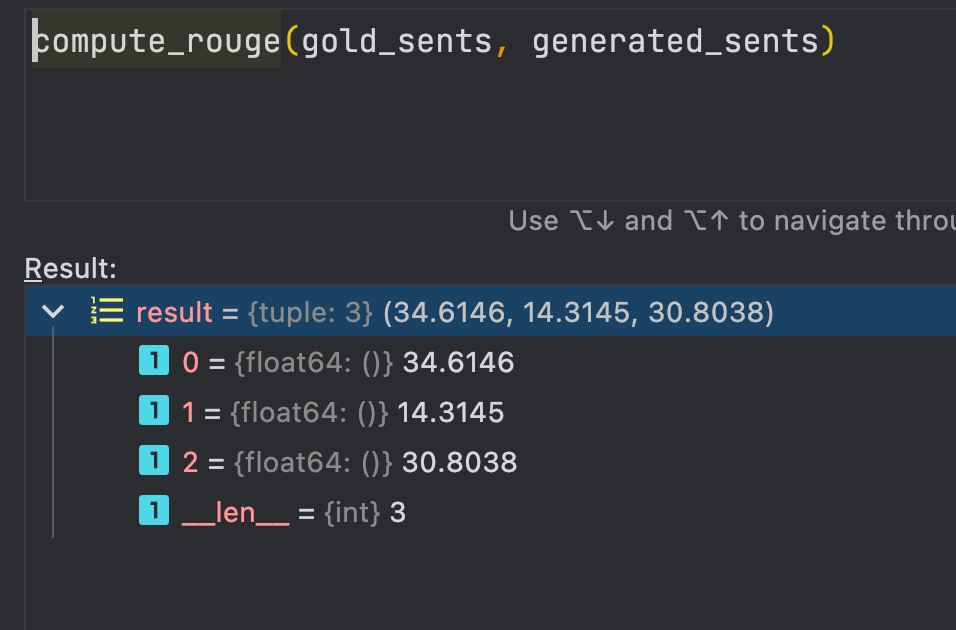 compute_rouge(gold_sents, generated_sents)
Use ⌥↓ and ⌥↑ to navigate throu
Result:
result = {tuple: 3} (34.6146, 14.3145, 30.8038)
0 = {float64: ()} 34.6146
1 = {float64: ()} 14.3145
2 = {float64: ()} 30.8038
__len__ = {int} 3